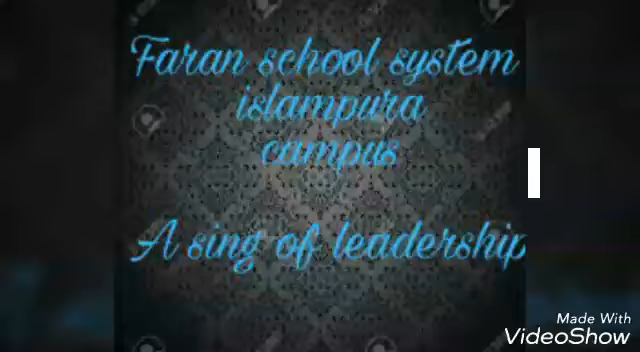 Faran school system
islampura
campus
A sing of leadership
Made With
VideoShow